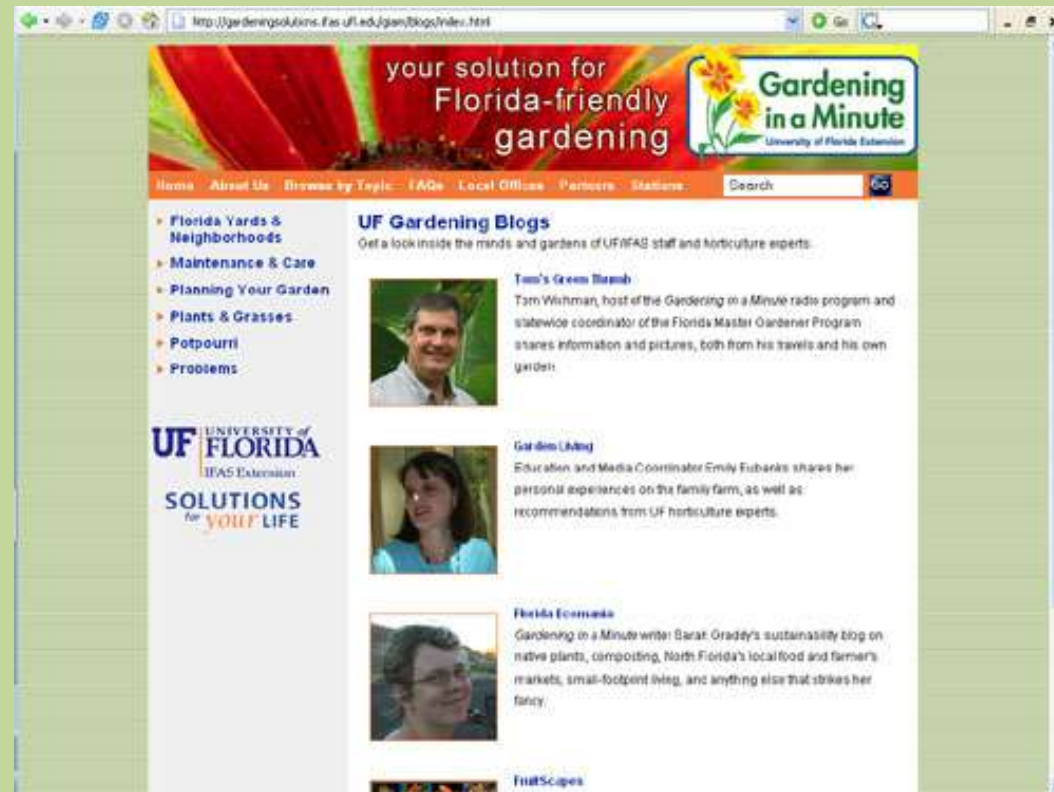 http://gardeningsolutions.ifas.ufl.edu/giam/blogs/index.html
Go
your solution for
Florida-friendly
gardening
Gardening
in a Minute
University of Florida Extension
Home About Us Browse by Topic FAQs Local Offices Partners Stations
Search
GO
Florida Yards &
Neighborhoods
Maintenance & Care
Planning Your Garden
Plants & Grasses
Potpourri
Problems
UF UNIVERSITY of
FLORIDA
IFAS Extension
SOLUTIONS
for your LIFE
UF Gardening Blogs
Get a look inside the minds and gardens of UF/IFAS staff and horticulture experts.
Tom's Green Thumb
Tom Wichman, host of the Gardening in a Minute radio program and
statewide coordinator of the Florida Master Gardener Program
shares information and pictures, both from his travels and his own
garden.
Garden Living
Education and Media Coordinator Emily Eubanks shares her
personal experiences on the family farm, as well as
recommendations from UF horticulture experts.
Florida Ecomania
Gardening in a Minute writer Sarah Graddy's sustainability blog on
native plants, composting, North Florida's local food and farmer's
markets, small-footprint living, and anything else that strikes her
fancy.
FruitScapes